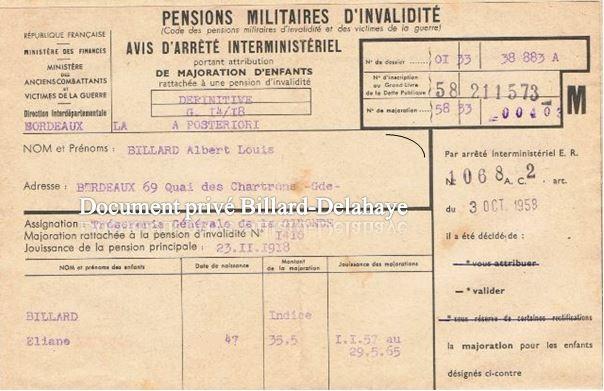 PENSIONS MILITAIRES D'INVALIDITÉ
(Code des pensions militaires d'invalidité et des victimes de la guerre)
RÉPUBLIQUE FRANÇAISE
MINISTÈRE DES FINANCES
MINISTÈRE
DES
ANCIENS COMBATTANTS
ET
VICTIMES DE LA GUERRE
Direction Interdépartementale
BORDEAUX LA
AVIS D'ARRÊTÉ INTERMINISTÉRIEL
portant attribution
DE MAJORATION D'ENFANTS
rattachée à une pension d'invalidité
DEFINITIVE
G. 14/18
A POSTERIORI
N° de dossier 01 33 38 883 A
N° d'inscription
au Grand-Livre
de la Dette Publique
58 211573
N° de majoration 58 33
M
NOM et Prénoms : BILLARD Albert Louis
Adresse : BORDEAUX 69 Quai des Chartrons -Gde-
Document privé Billard-Delahaye
Assignation : Trésorerie Générale de la GIRONDE
Majoration rattachée à la pension d'invalidité N° 1416
Jouissance de la pension principale : 23.11.1918
NOM et prénoms des enfants
Date de naissance
Montant
de la majoration
Jouissance des majorations
BILLARD Indice
Eliane 47 35.5 1.1.57 au
29.5.65
Par arrêté interministériel E. R.
N° 1068 A.C. 2 art.
du 3 OCT. 1958
il a été décidé de :
* vous attribuer
* valider
* sous réserve de certaines rectifications
la majoration pour les enfants
désignés ci-contre